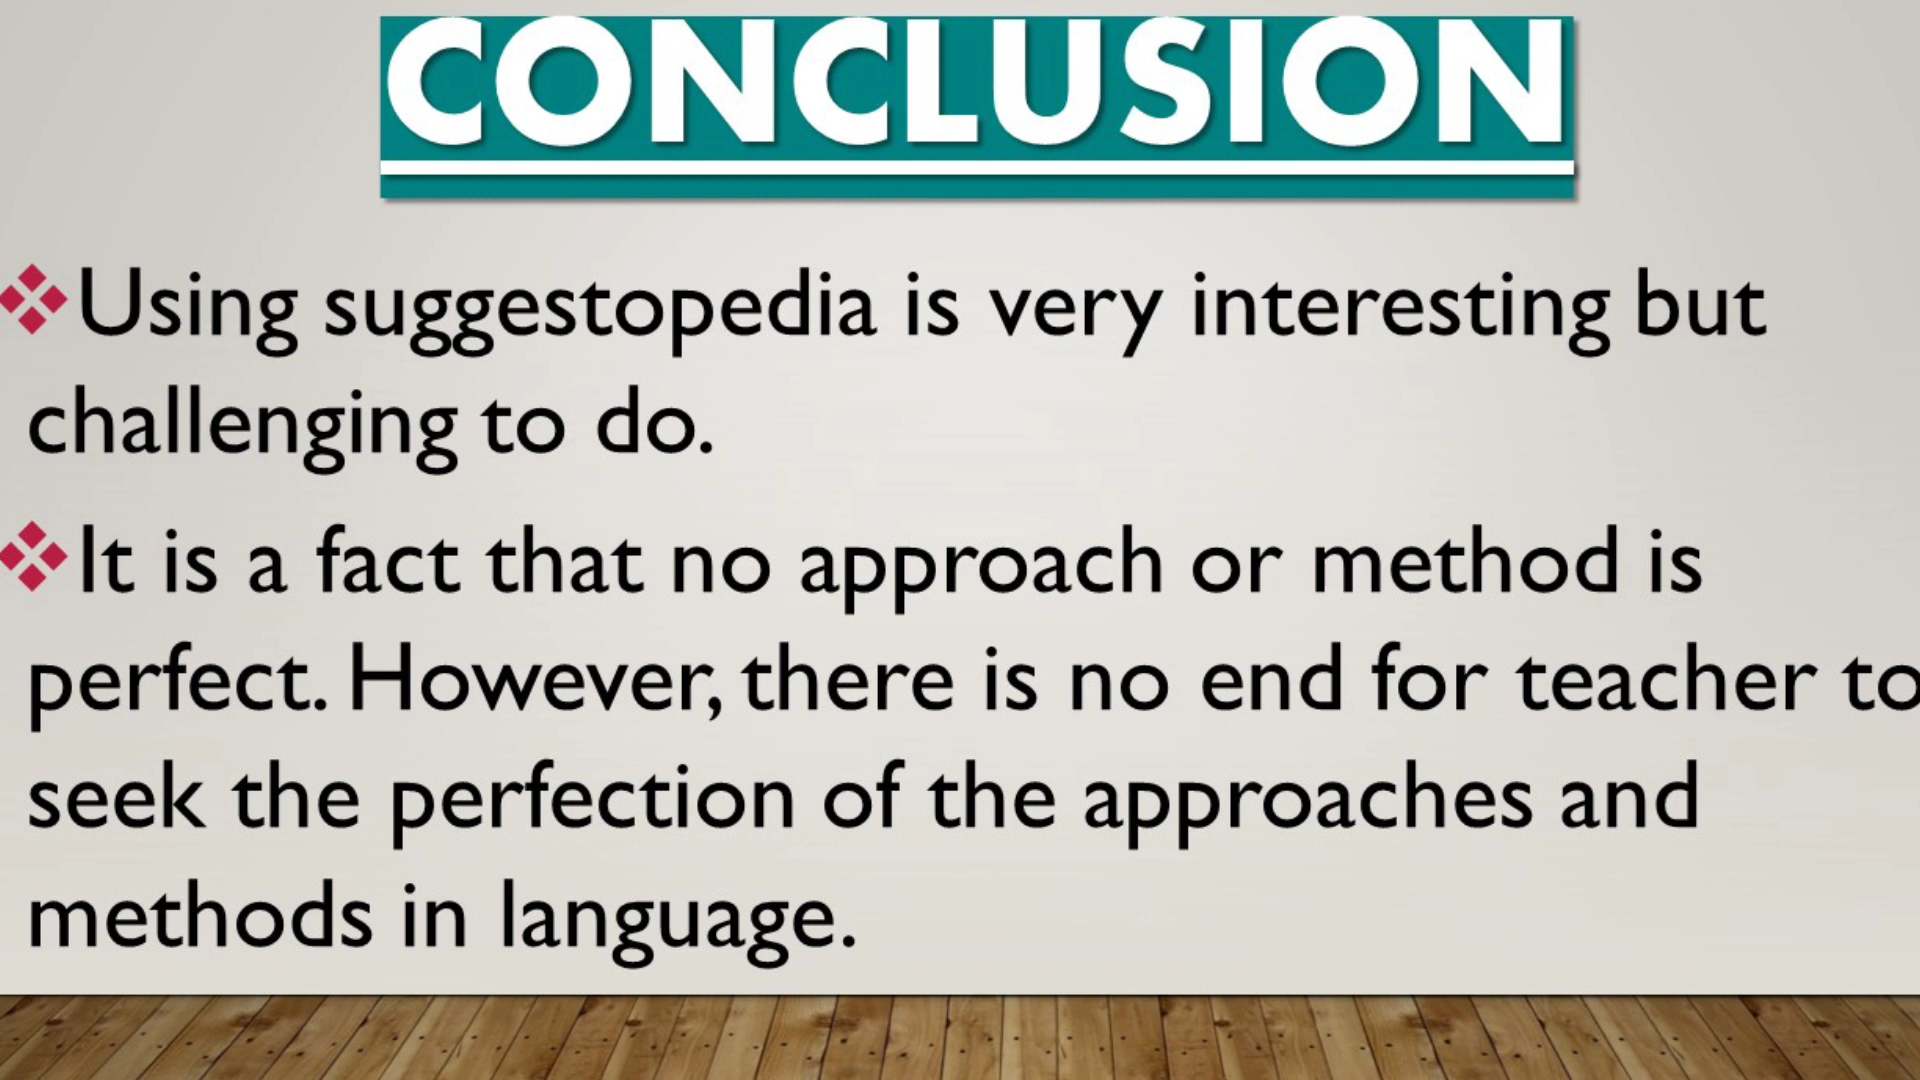 CONCLUSION
❖Using suggestopedia is very interesting but
challenging to do.
❖It is a fact that no approach or method is
perfect. However, there is no end for teacher to
seek the perfection of the approaches and
methods in language.